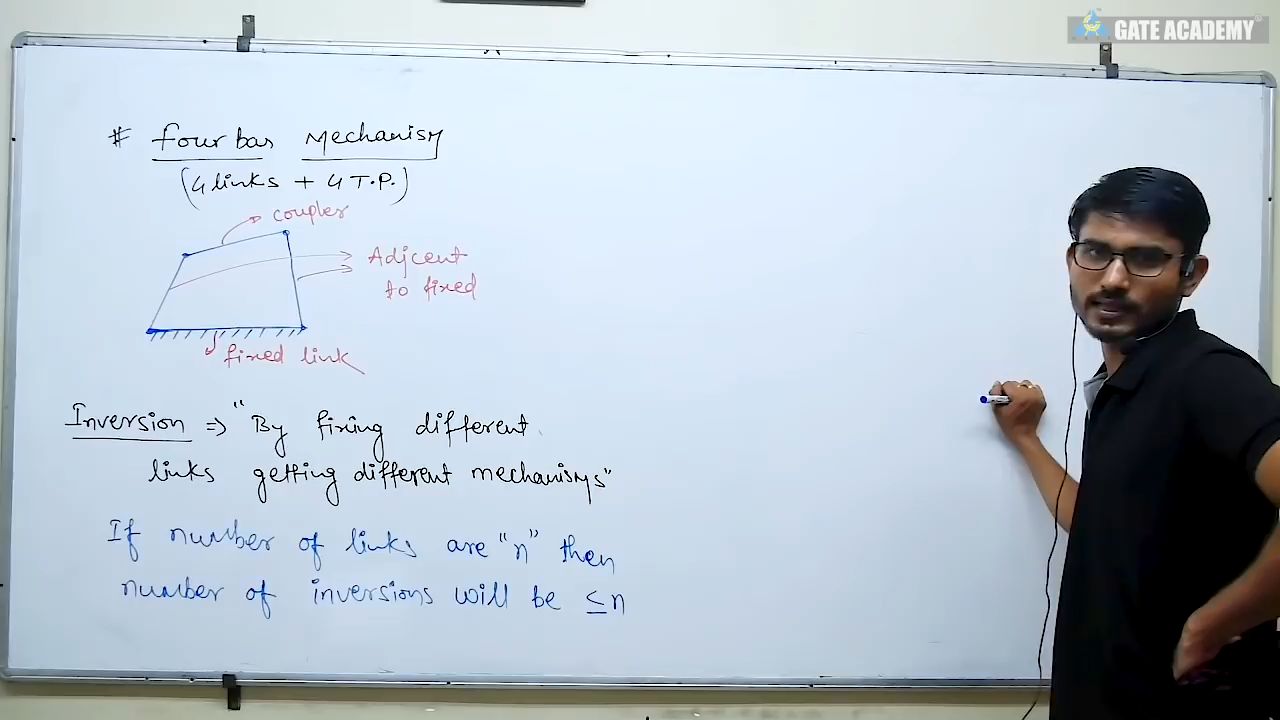 GATE ACADEMY
# four bar Mechanism
(4 links + 4 T.P.)
coupler
Adjcent
to fixed
fixed link
Inversion ⇒ "By fixing different
links getting different mechanisms"
If number of links are "n" then
number of inversions will be ≤n